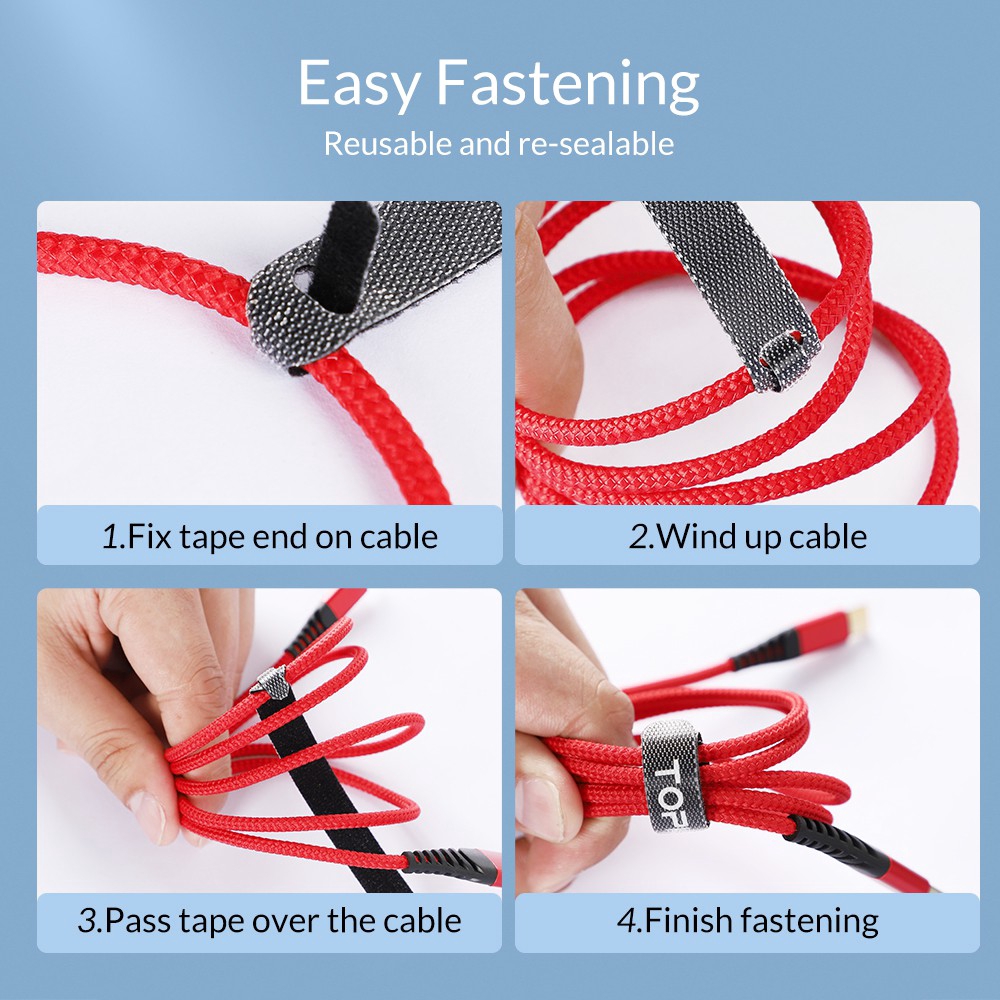 Easy Fastening
Reusable and re-sealable
1.Fix tape end on cable
2.Wind up cable
3.Pass tape over the cable
4.Finish fastening